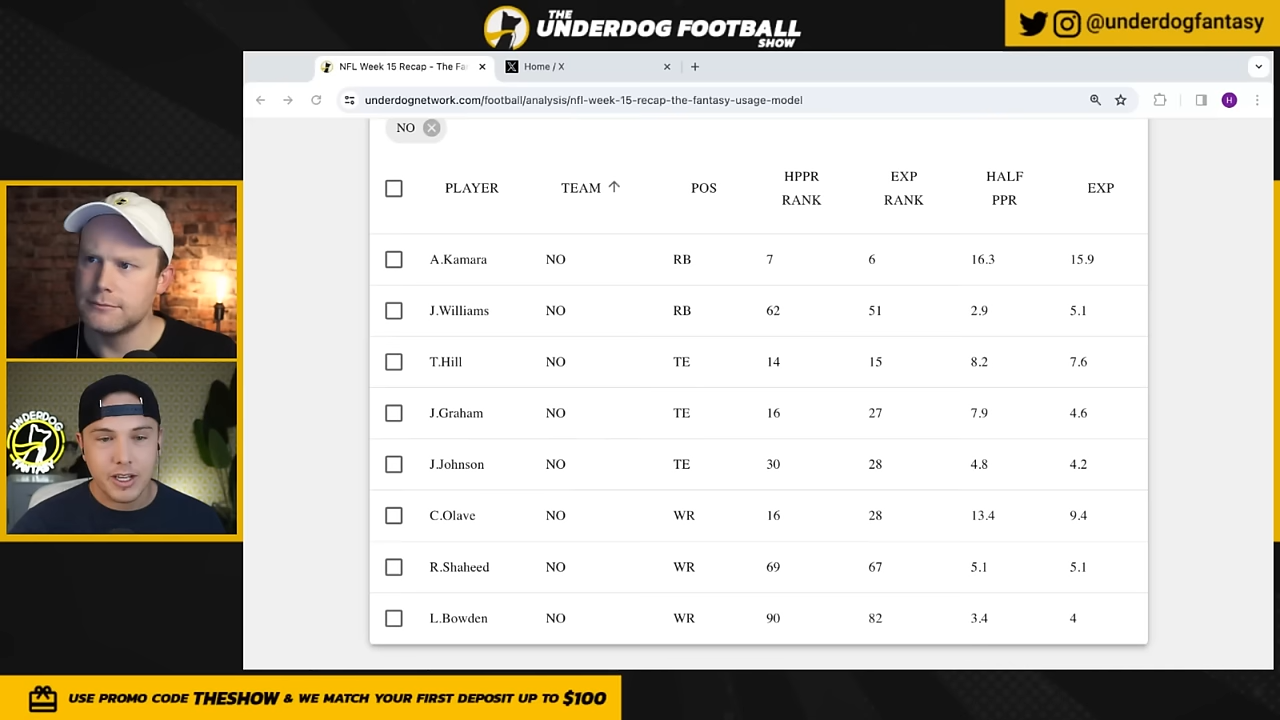 THE
UNDERDOG FOOTBALL
SHOW
@underdogfantasy
NFL Week 15 Recap - The Fa
Home / X
underdognetwork.com/football/analysis/nfl-week-15-recap-the-fantasy-usage-model
H
NO
PLAYER TEAM POS HPPR RANK EXP RANK HALF PPR EXP
A.Kamara NO RB 7 6 16.3 15.9
J.Williams NO RB 62 51 2.9 5.1
T.Hill NO TE 14 15 8.2 7.6
J.Graham NO TE 16 27 7.9 4.6
J.Johnson NO TE 30 28 4.8 4.2
C.Olave NO WR 16 28 13.4 9.4
R.Shaheed NO WR 69 67 5.1 5.1
L.Bowden NO WR 90 82 3.4 4
UNDERDOG
FANTASY
USE PROMO CODE THESHOW & WE MATCH YOUR FIRST DEPOSIT UP TO $100